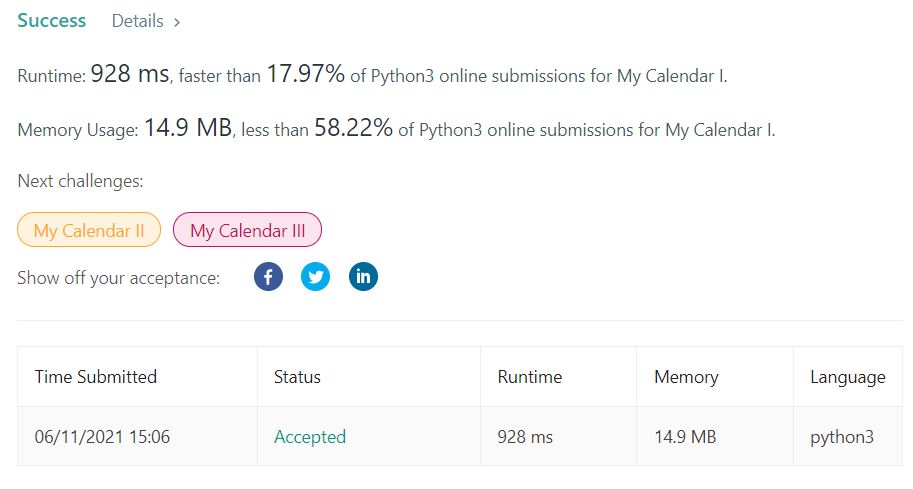 Success Details >
Runtime: 928 ms, faster than 17.97% of Python3 online submissions for My Calendar I.
Memory Usage: 14.9 MB, less than 58.22% of Python3 online submissions for My Calendar I.
Next challenges:
My Calendar II My Calendar III
Show off your acceptance:
Time Submitted Status Runtime Memory Language
06/11/2021 15:06 Accepted 928 ms 14.9 MB python3